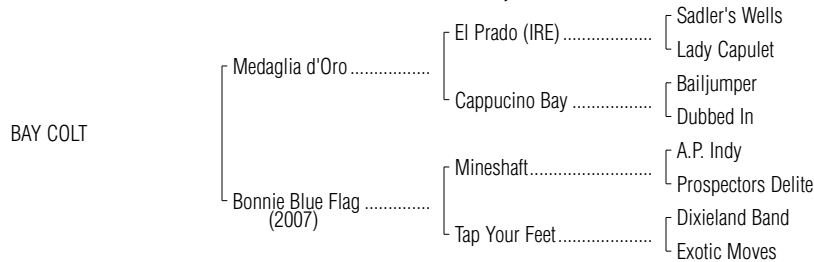 Sadler's Wells
El Prado (IRE) ...................
Lady Capulet
Medaglia d'Oro .................
Bailjumper
Cappucino Bay .................
Dubbed In
BAY COLT
A.P. Indy
Mineshaft..........................
Prospectors Delite
Bonnie Blue Flag ..............
(2007)
Dixieland Band
Tap Your Feet....................
Exotic Moves